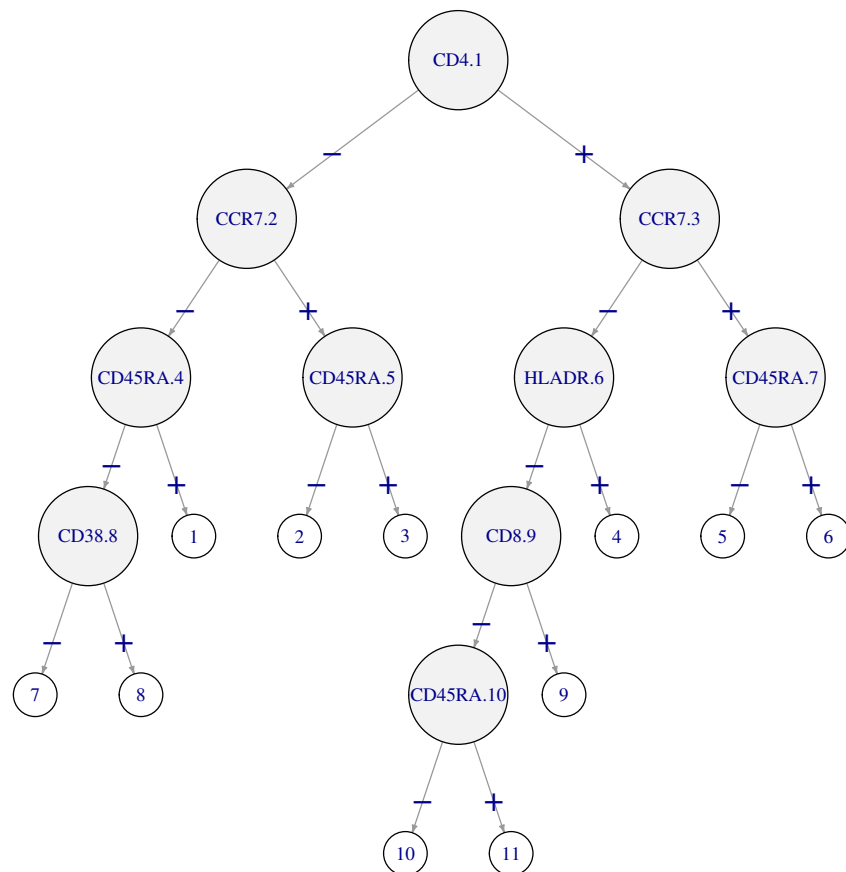 CD4.1
− +
CCR7.2 CCR7.3
− + − +
CD45RA.4 CD45RA.5 HLADR.6 CD45RA.7
− + − + − + − +
CD38.8 1 2 3 CD8.9 4 5 6
− + − +
7 8 CD45RA.10 9
− +
10 11